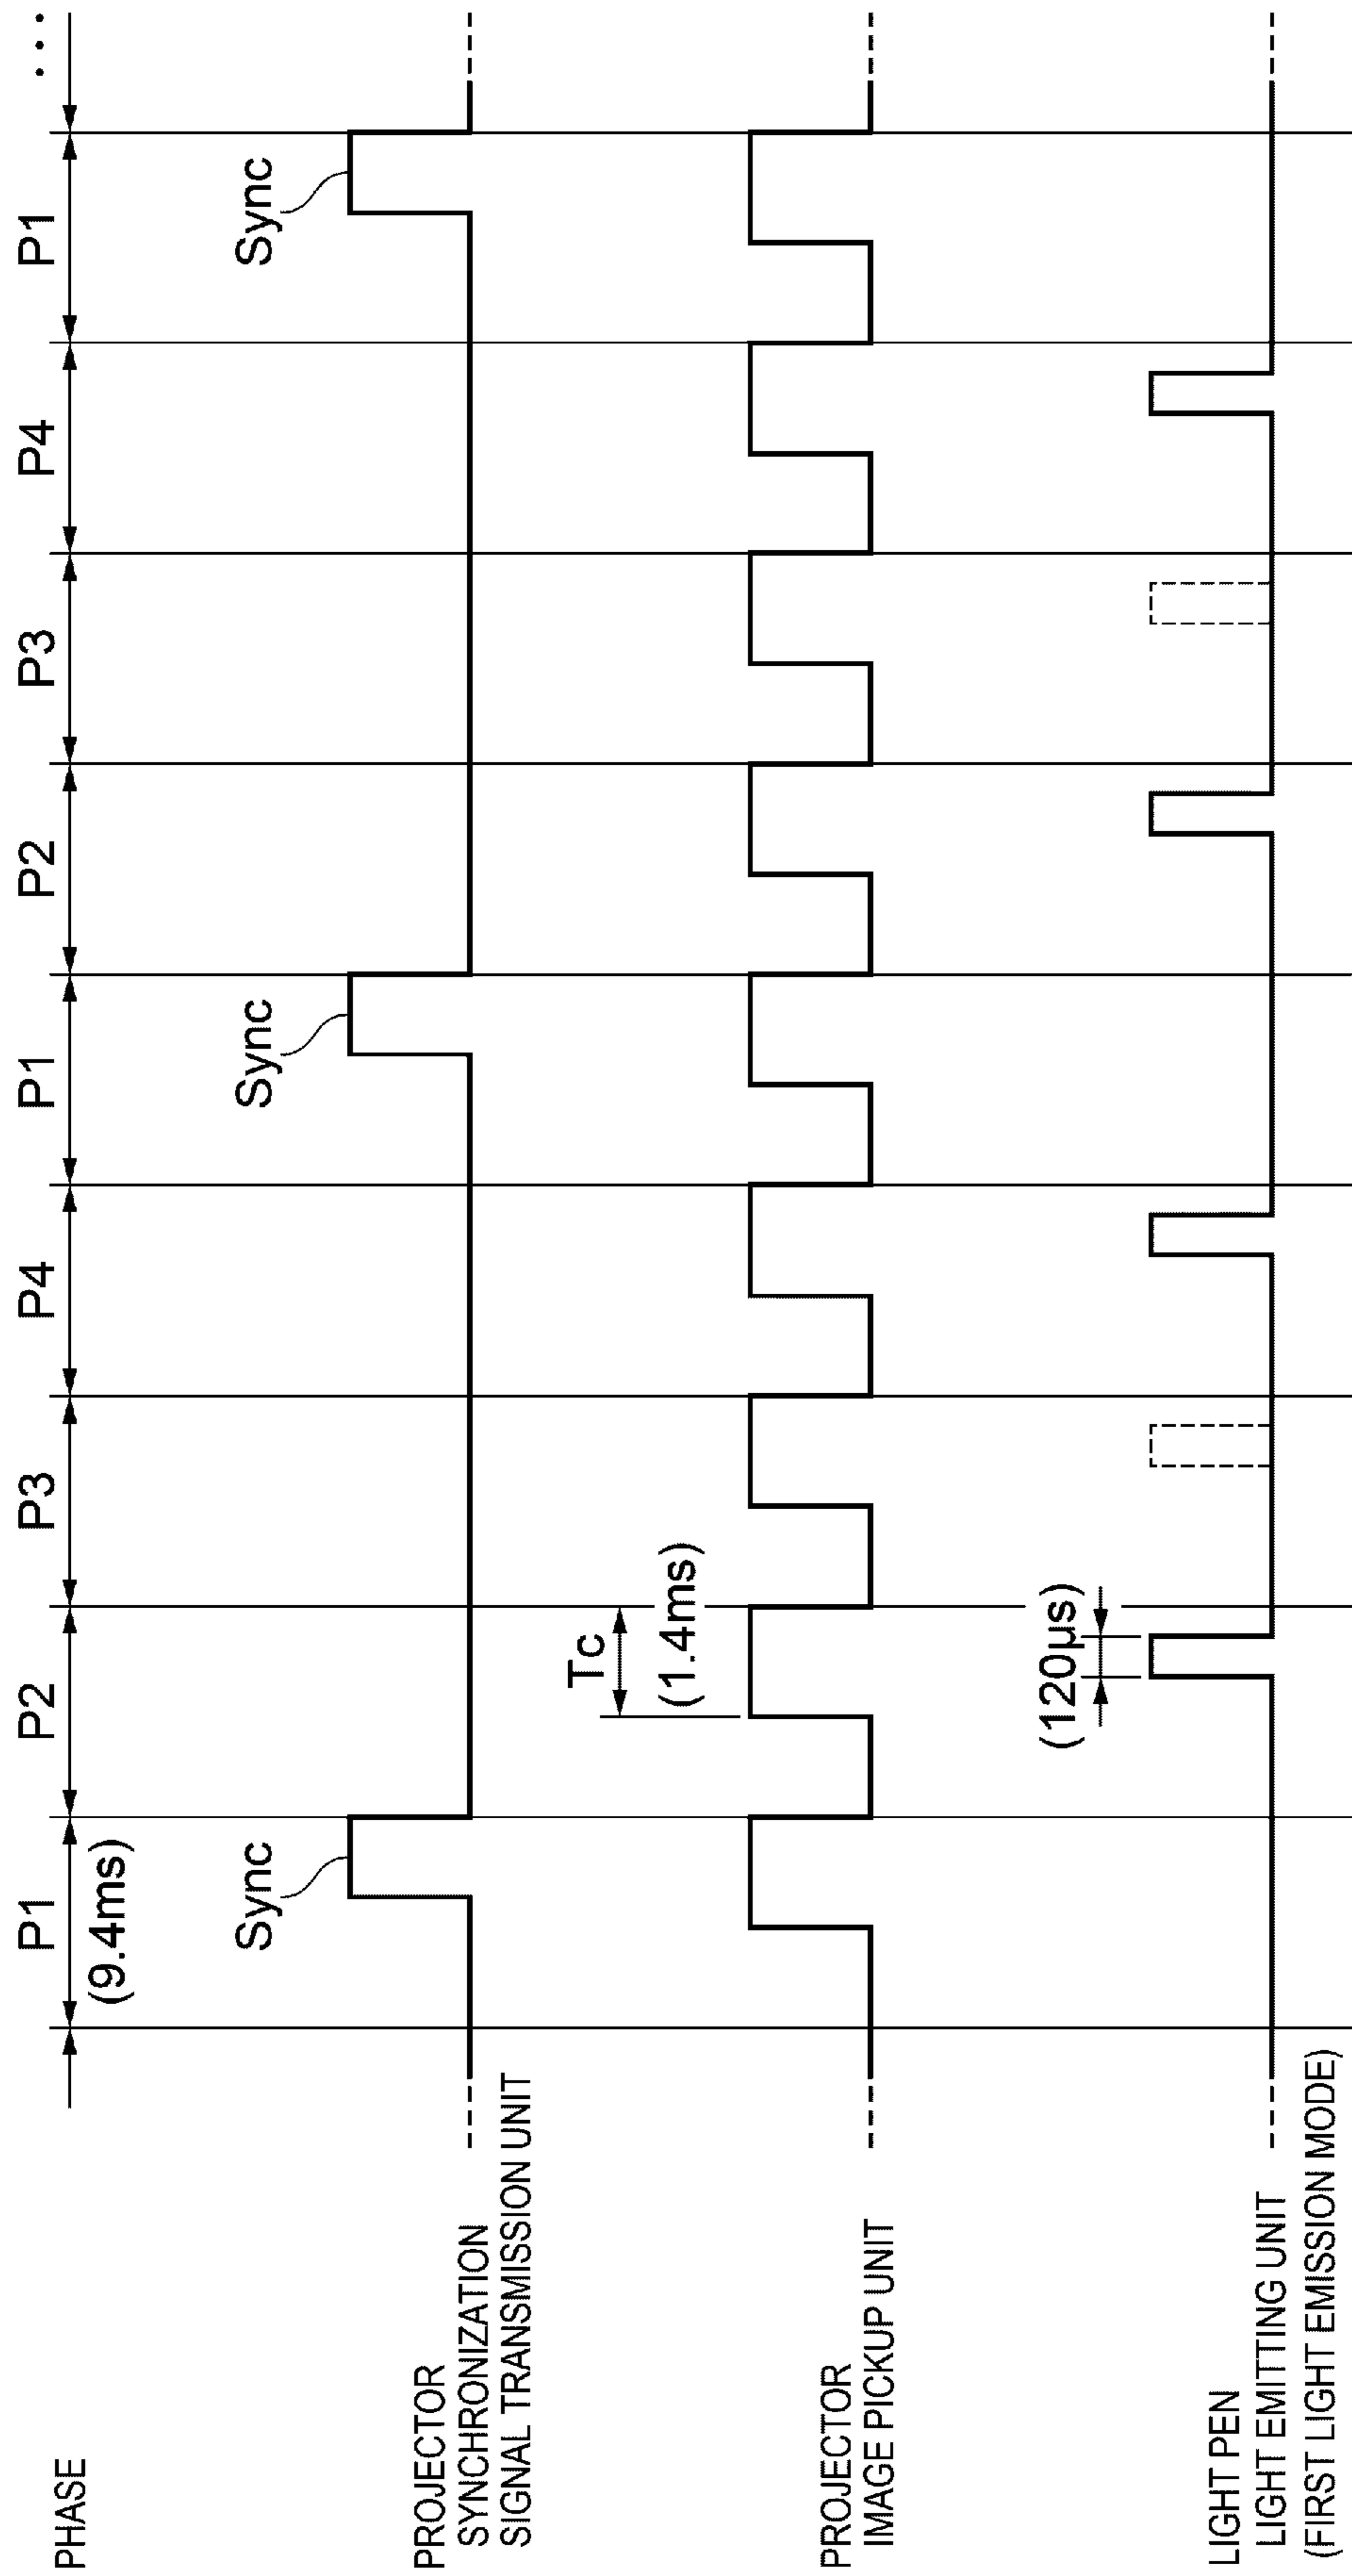 PHASE
P1
P2
P3
P4
P1
P2
P3
P4
P1
...
(9.4ms)
PROJECTOR
SYNCHRONIZATION
SIGNAL TRANSMISSION UNIT
Sync
Sync
Sync
PROJECTOR
IMAGE PICKUP UNIT
Tc
(1.4ms)
LIGHT PEN
LIGHT EMITTING UNIT
(FIRST LIGHT EMISSION MODE)
(120μs)